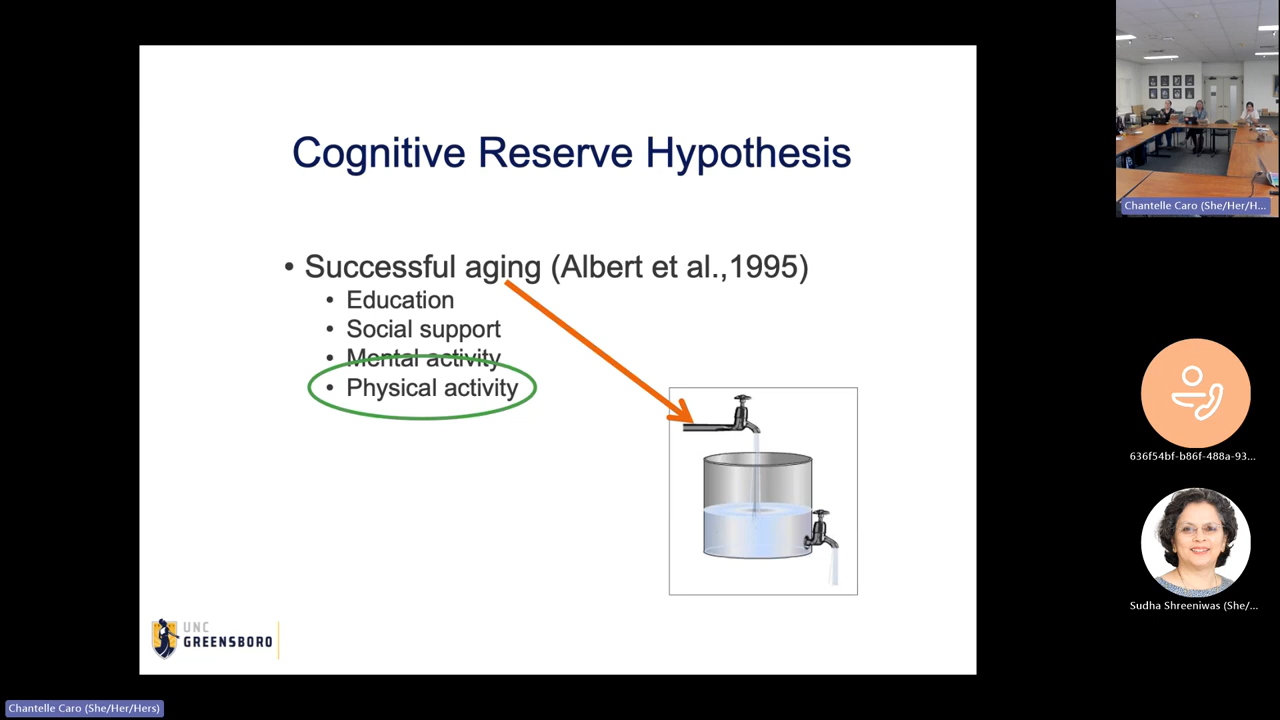 Cognitive Reserve Hypothesis
• Successful aging (Albert et al.,1995)
• Education
• Social support
• Mental activity
• Physical activity
UNC
GREENSBORO
Chantelle Caro (She/Her/H...
636f54bf-b86f-488a-93...
Sudha Shreeniwas (She/...
Chantelle Caro (She/Her/Hers)